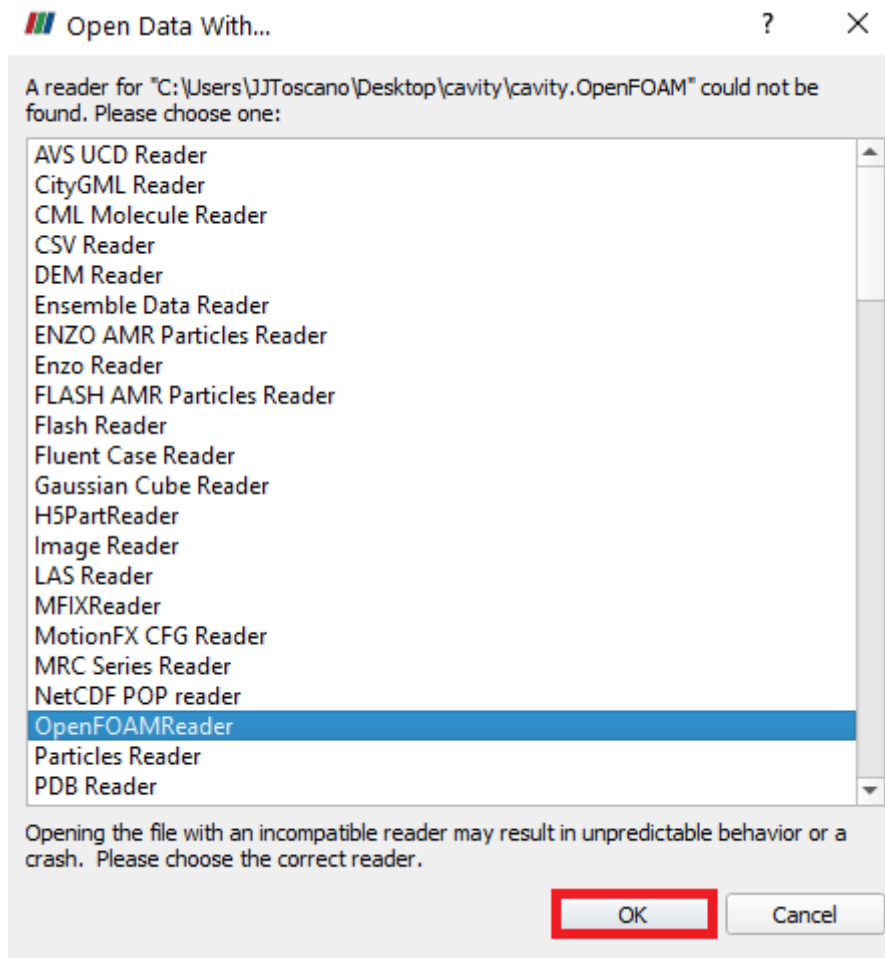 Open Data With...
?
A reader for "C:\Users\JJToscano\Desktop\cavity\cavity.OpenFOAM" could not be
found. Please choose one:
AVS UCD Reader
CityGML Reader
CML Molecule Reader
CSV Reader
DEM Reader
Ensemble Data Reader
ENZO AMR Particles Reader
Enzo Reader
FLASH AMR Particles Reader
Flash Reader
Fluent Case Reader
Gaussian Cube Reader
H5PartReader
Image Reader
LAS Reader
MFIXReader
MotionFX CFG Reader
MRC Series Reader
NetCDF POP reader
OpenFOAMReader
Particles Reader
PDB Reader
Opening the file with an incompatible reader may result in unpredictable behavior or a
crash.  Please choose the correct reader.
OK
Cancel